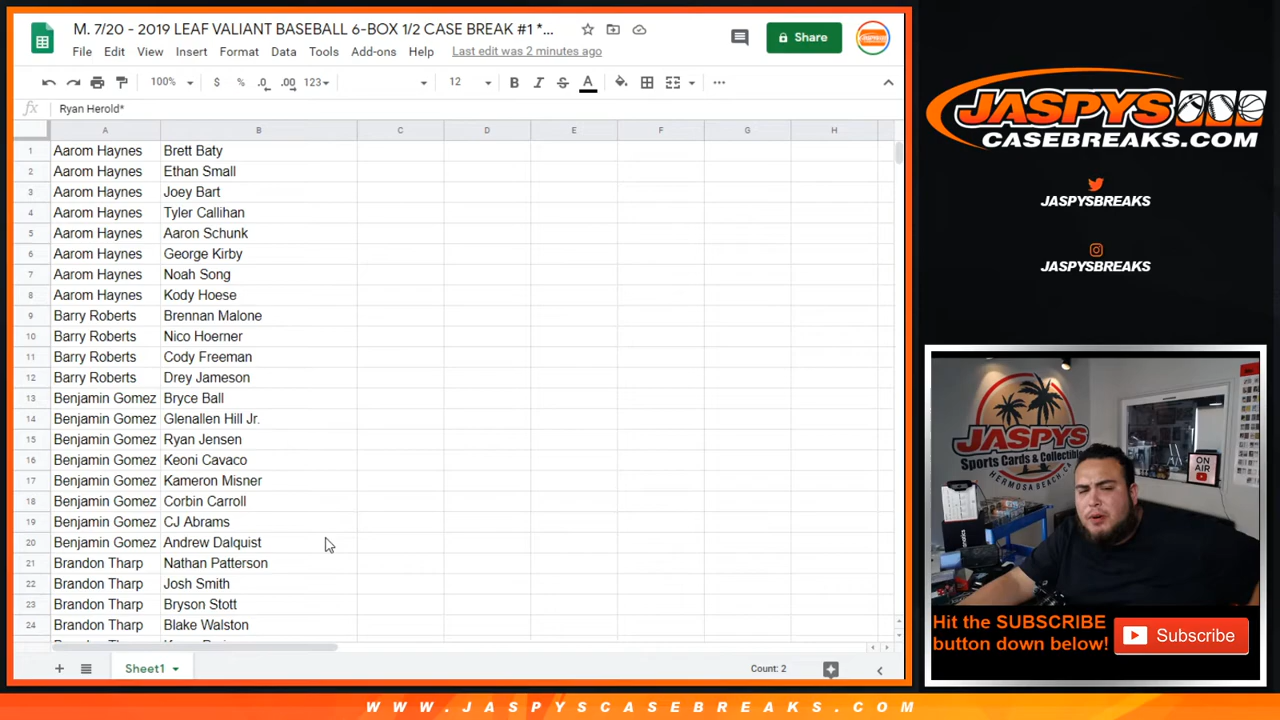 M. 7/20 - 2019 LEAF VALIANT BASEBALL 6-BOX 1/2 CASE BREAK #1 *...
File Edit View Insert Format Data Tools Add-ons Help Last edit was 2 minutes ago
Share
100% $ % .0 .00 123 12 B I S A
fx Ryan Herold*
A B C D E F G H
1 Aarom Haynes Brett Baty
2 Aarom Haynes Ethan Small
3 Aarom Haynes Joey Bart
4 Aarom Haynes Tyler Callihan
5 Aarom Haynes Aaron Schunk
6 Aarom Haynes George Kirby
7 Aarom Haynes Noah Song
8 Aarom Haynes Kody Hoese
9 Barry Roberts Brennan Malone
10 Barry Roberts Nico Hoerner
11 Barry Roberts Cody Freeman
12 Barry Roberts Drey Jameson
13 Benjamin Gomez Bryce Ball
14 Benjamin Gomez Glenallen Hill Jr.
15 Benjamin Gomez Ryan Jensen
16 Benjamin Gomez Keoni Cavaco
17 Benjamin Gomez Kameron Misner
18 Benjamin Gomez Corbin Carroll
19 Benjamin Gomez CJ Abrams
20 Benjamin Gomez Andrew Dalquist
21 Brandon Tharp Nathan Patterson
22 Brandon Tharp Josh Smith
23 Brandon Tharp Bryson Stott
24 Brandon Tharp Blake Walston
Sheet1
Count: 2
JASPYS
CASEBREAKS.COM
JASPYSBREAKS
JASPYSBREAKS
JASPYS
Sports Cards & Collectibles
HERMOSA BEACH, CA
ON AIR
Hit the SUBSCRIBE
button down below!
Subscribe
WWW.JASPYSCASEBREAKS.COM